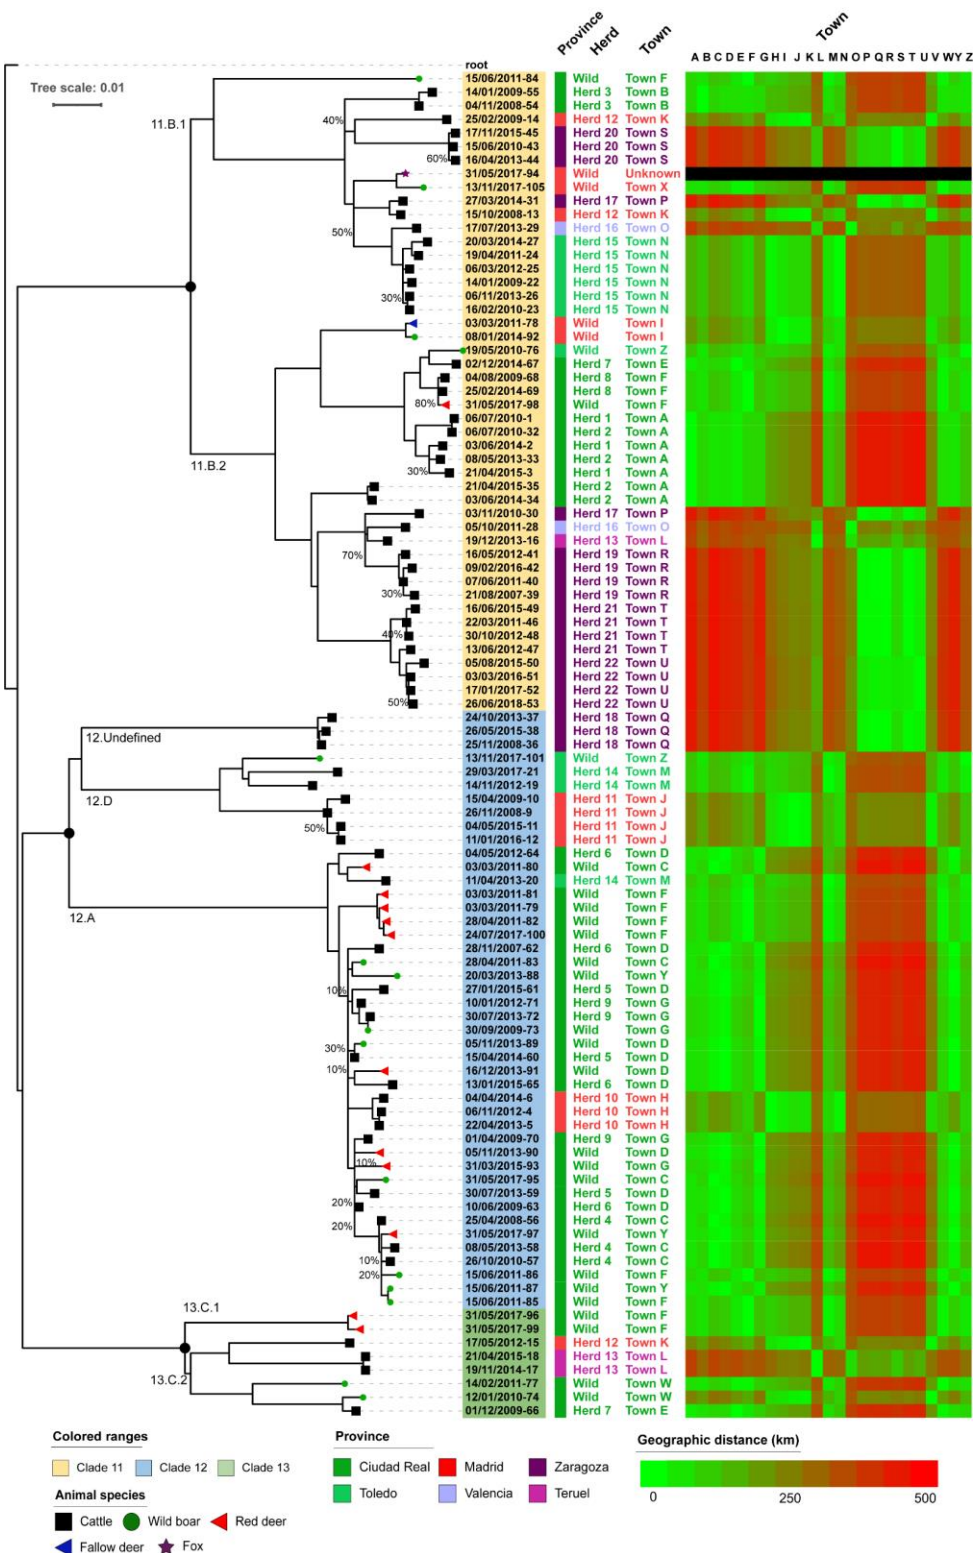 Province Herd Town Town
A B C D E F G H I J K L M N O P Q R S T U V W Y Z
root
Tree scale: 0.01
15/06/2011-84 Wild Town F
14/01/2009-55 Herd 3 Town B
04/11/2008-54 Herd 3 Town B
11.B.1
40%
25/02/2009-14 Herd 12 Town K
17/11/2015-45 Herd 20 Town S
15/06/2010-43 Herd 20 Town S
60% 16/04/2013-44 Herd 20 Town S
31/05/2017-94 Wild Unknown
13/11/2017-105 Wild Town X
27/03/2014-31 Herd 17 Town P
15/10/2008-13 Herd 12 Town K
50% 17/07/2013-29 Herd 16 Town O
20/03/2014-27 Herd 15 Town N
19/04/2011-24 Herd 15 Town N
06/03/2012-25 Herd 15 Town N
14/01/2009-22 Herd 15 Town N
30% 06/11/2013-26 Herd 15 Town N
16/02/2010-23 Herd 15 Town N
03/03/2011-78 Wild Town I
08/01/2014-92 Wild Town I
19/05/2010-76 Wild Town Z
02/12/2014-67 Herd 7 Town E
04/08/2009-68 Herd 8 Town F
25/02/2014-69 Herd 8 Town F
80% 31/05/2017-98 Wild Town F
06/07/2010-1 Herd 1 Town A
06/07/2010-32 Herd 2 Town A
03/06/2014-2 Herd 1 Town A
08/05/2013-33 Herd 2 Town A
11.B.2
30% 21/04/2015-3 Herd 1 Town A
21/04/2015-35 Herd 2 Town A
03/06/2014-34 Herd 2 Town A
03/11/2010-30 Herd 17 Town P
05/10/2011-28 Herd 16 Town O
19/12/2013-16 Herd 13 Town L
70% 16/05/2012-41 Herd 19 Town R
09/02/2016-42 Herd 19 Town R
07/06/2011-40 Herd 19 Town R
30% 21/08/2007-39 Herd 19 Town R
16/06/2015-49 Herd 21 Town T
22/03/2011-46 Herd 21 Town T
40% 30/10/2012-48 Herd 21 Town T
13/06/2012-47 Herd 21 Town T
05/08/2015-50 Herd 22 Town U
03/03/2016-51 Herd 22 Town U
17/01/2017-52 Herd 22 Town U
50% 26/06/2018-53 Herd 22 Town U
24/10/2013-37 Herd 18 Town Q
12.Undefined 26/05/2015-38 Herd 18 Town Q
25/11/2008-36 Herd 18 Town Q
13/11/2017-101 Wild Town Z
29/03/2017-21 Herd 14 Town M
14/11/2012-19 Herd 14 Town M
12.D
15/04/2009-10 Herd 11 Town J
26/11/2008-9 Herd 11 Town J
50% 04/05/2015-11 Herd 11 Town J
11/01/2016-12 Herd 11 Town J
04/05/2012-64 Herd 6 Town D
03/03/2011-80 Wild Town C
11/04/2013-20 Herd 14 Town M
03/03/2011-81 Wild Town F
03/03/2011-79 Wild Town F
12.A
28/04/2011-82 Wild Town F
24/07/2017-100 Wild Town F
28/11/2007-62 Herd 6 Town D
28/04/2011-83 Wild Town C
20/03/2013-88 Wild Town Y
10% 27/01/2015-61 Herd 5 Town D
10/01/2012-71 Herd 9 Town G
30/07/2013-72 Herd 9 Town G
30/09/2009-73 Wild Town G
30% 05/11/2013-89 Wild Town D
15/04/2014-60 Herd 5 Town D
10% 16/12/2013-91 Wild Town D
13/01/2015-65 Herd 6 Town D
04/04/2014-6 Herd 10 Town H
06/11/2012-4 Herd 10 Town H
22/04/2013-5 Herd 10 Town H
01/04/2009-70 Herd 9 Town G
05/11/2013-90 Wild Town D
10% 31/03/2015-93 Wild Town G
31/05/2017-95 Wild Town C
30/07/2013-59 Herd 5 Town D
20% 10/06/2009-63 Herd 6 Town D
20% 25/04/2008-56 Herd 4 Town C
31/05/2017-97 Wild Town Y
08/05/2013-58 Herd 4 Town C
10% 26/10/2010-57 Herd 4 Town C
20% 15/06/2011-86 Wild Town F
15/06/2011-87 Wild Town Y
15/06/2011-85 Wild Town F
13.C.1 31/05/2017-96 Wild Town F
31/05/2017-99 Wild Town F
17/05/2012-15 Herd 12 Town K
21/04/2015-18 Herd 13 Town L
19/11/2014-17 Herd 13 Town L
13.C.2 14/02/2011-77 Wild Town W
12/01/2010-74 Wild Town W
01/12/2009-66 Herd 7 Town E
Colored ranges
Clade 11 Clade 12 Clade 13
Animal species
Cattle Wild boar Red deer
Fallow deer Fox
Province
Ciudad Real Madrid Zaragoza
Toledo Valencia Teruel
Geographic distance (km)
0 250 500